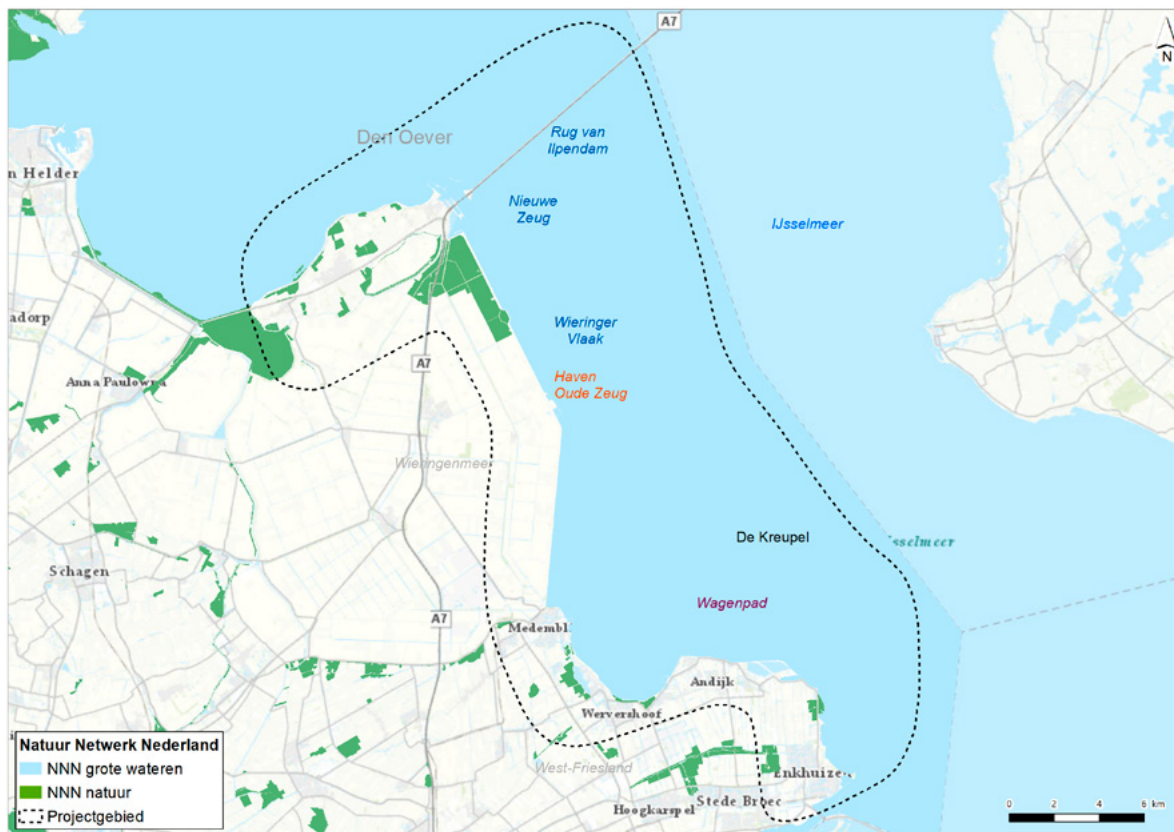 A7
N
Den Oever
Rug van
Ilpendam
n Helder
Nieuwe
Zeug
IJsselmeer
adorp
Wieringer
Vlaak
A7
Anna Paulowna
Haven
Oude Zeug
Wieringenmeer
De Kreupel
Jsselmeer
Schagen
Wagenpad
A7
Medembl
Andijk
Wervershoof
Natuur Netwerk Nederland
NNN grote wateren
NNN natuur
Projectgebied
West-Friesland
Enkhuizen
Hoogkarspel
Stede Broec
0 2 4 6 km